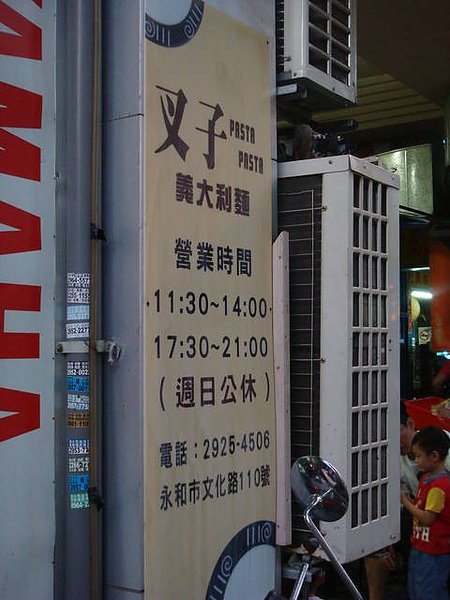 YAMAHA
叉子 PASTA
PASTA
義大利麵
營業時間
11:30~14:00
17:30~21:00
(週日公休)
電話：2925-4506
永和市文化路110號